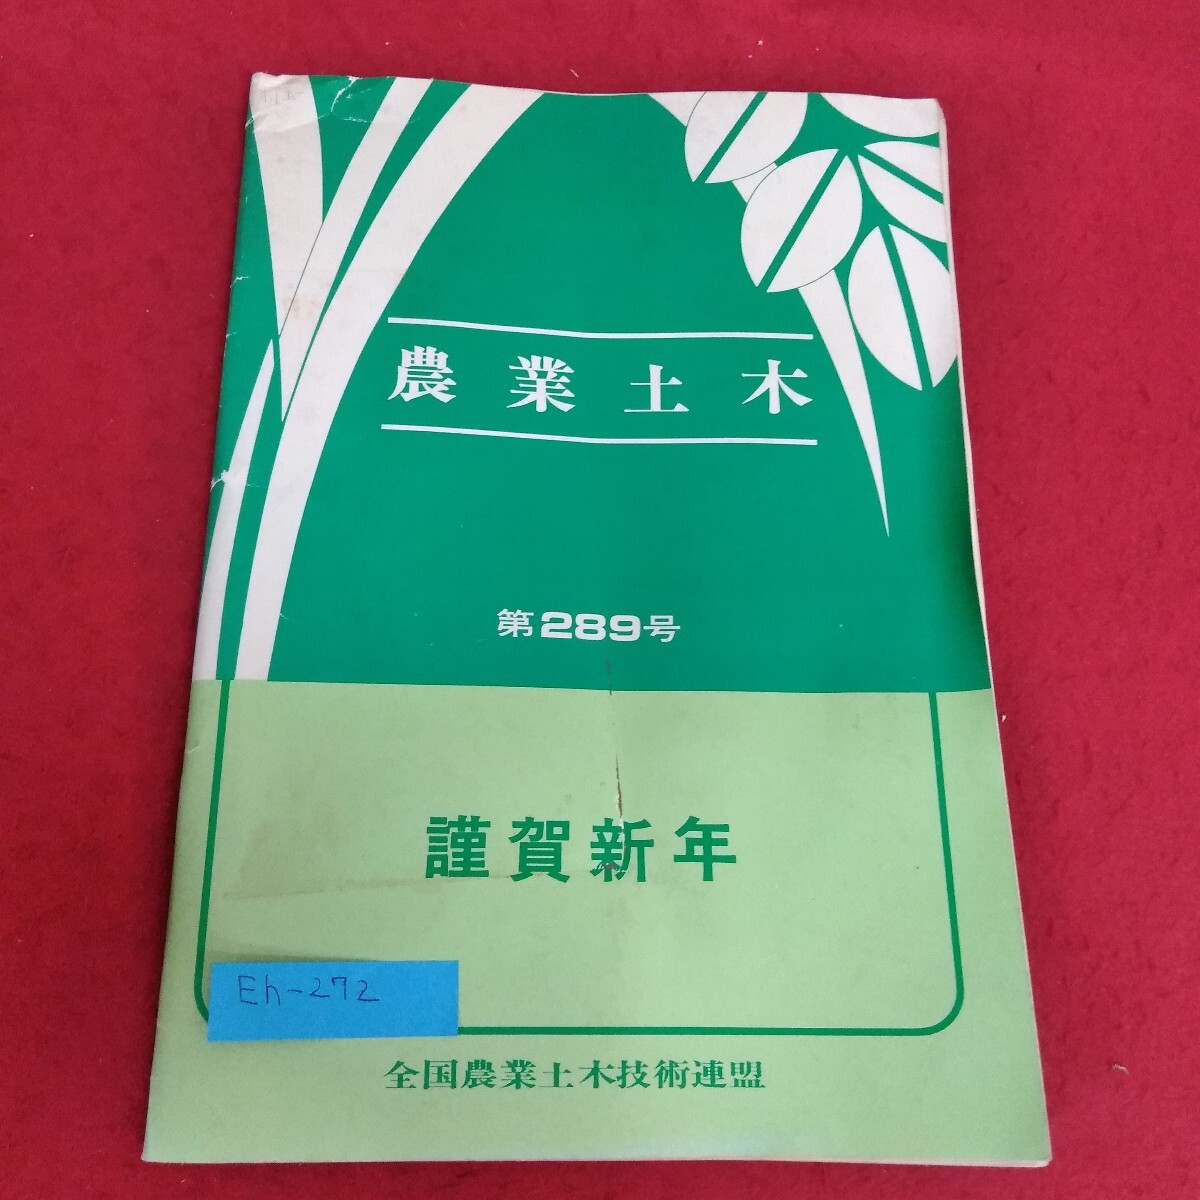 農業土木
第289号
謹賀新年
Eh-272
全国農業土木技術連盟